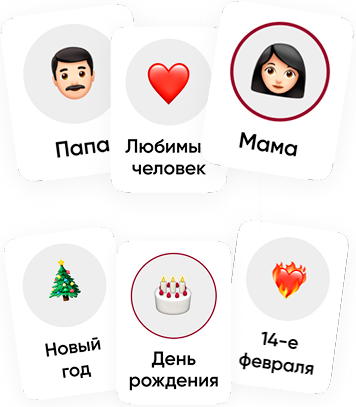 Папа
Любимы
человек
Мама
Новый
год
День
рождения
14-е
февраля